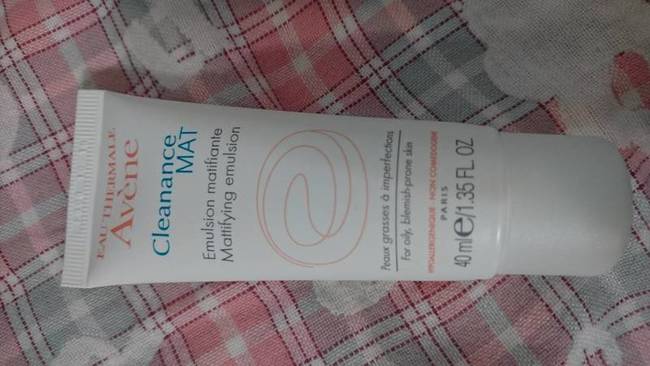 EAU THERMALE
Avène
Cleanance
MAT
Emulsion matifiante
Mattifying emulsion
Peaux grasses à imperfections
For oily, blemish-prone skin
HYPOALLERGENIQUE - NON COMEDOGENE
PARIS
40 ml e/1.35 FL. OZ